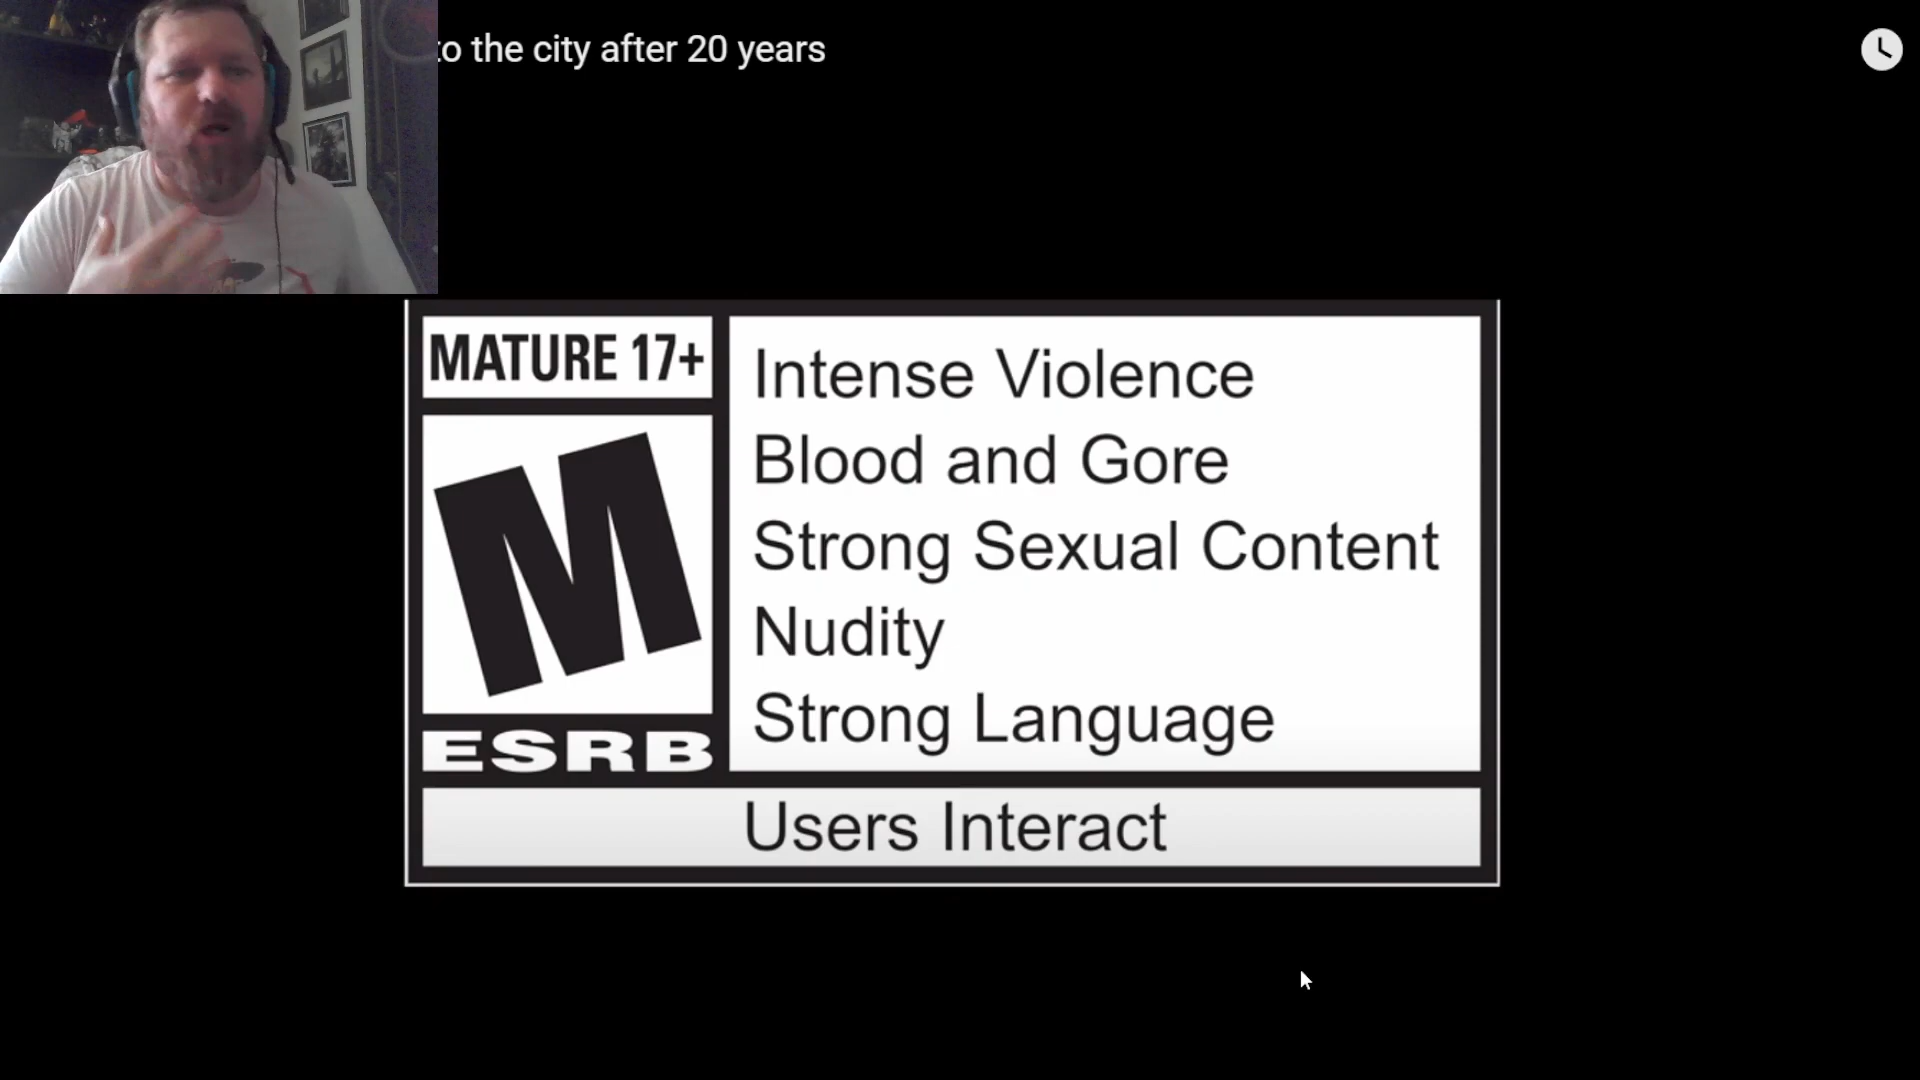 to the city after 20 years
MATURE 17+
M
ESRB
Intense Violence
Blood and Gore
Strong Sexual Content
Nudity
Strong Language
Users Interact